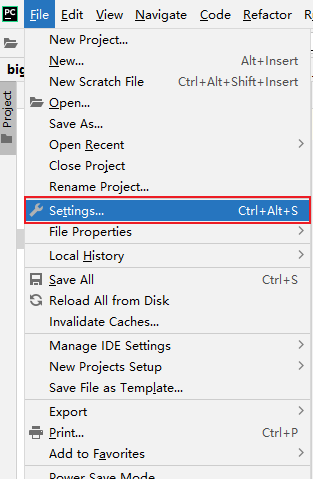 PC File Edit View Navigate Code Refactor
New Project...
New... Alt+Insert
New Scratch File Ctrl+Alt+Shift+Insert
Open...
Save As...
Open Recent
Close Project
Rename Project...
Settings... Ctrl+Alt+S
File Properties
Local History
Save All Ctrl+S
Reload All from Disk
Invalidate Caches...
Manage IDE Settings
New Projects Setup
Save File as Template...
Export
Print... Ctrl+P
Add to Favorites
Power Save Mode
big
Project